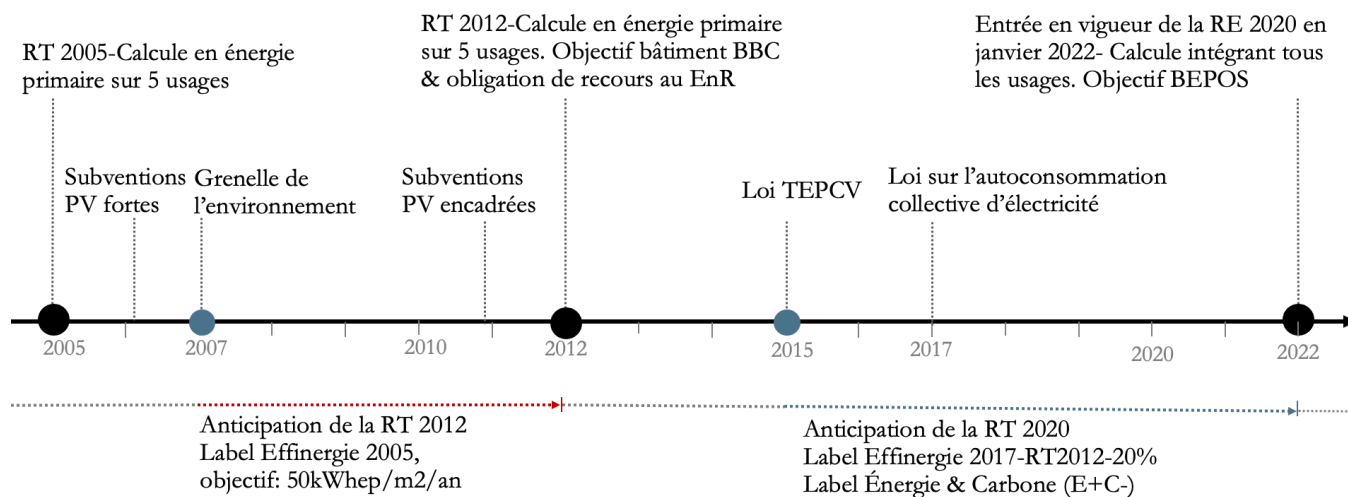 RT 2005-Calcule en énergie
primaire sur 5 usages
RT 2012-Calcule en énergie primaire
sur 5 usages. Objectif bâtiment BBC
& obligation de recours au EnR
Entrée en vigueur de la RE 2020 en
janvier 2022- Calcule intégrant tous
les usages. Objectif BEPOS
Subventions
PV fortes
Grenelle de
l'environnement
Subventions
PV encadrées
Loi TEPCV
Loi sur l'autoconsommation
collective d'électricité
2005
2007
2010
2012
2015
2017
2020
2022
Anticipation de la RT 2012
Label Effinergie 2005,
objectif: 50kWhep/m2/an
Anticipation de la RT 2020
Label Effinergie 2017-RT2012-20%
Label Énergie & Carbone (E+C-)